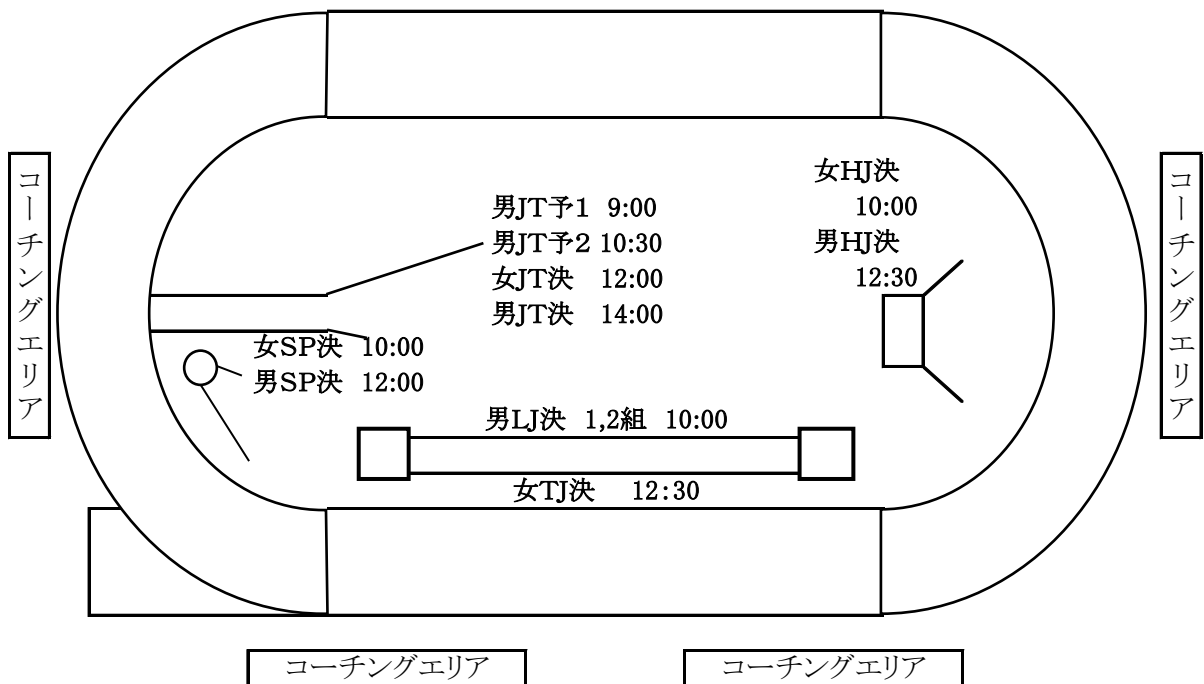 コーチングエリア
女HJ決
10:00
男HJ決
12:30
男JT予1 9:00
男JT予2 10:30
女JT決 12:00
男JT決 14:00
コーチングエリア
女SP決 10:00
男SP決 12:00
男LJ決 1,2組 10:00
女TJ決 12:30
コーチングエリア
コーチングエリア